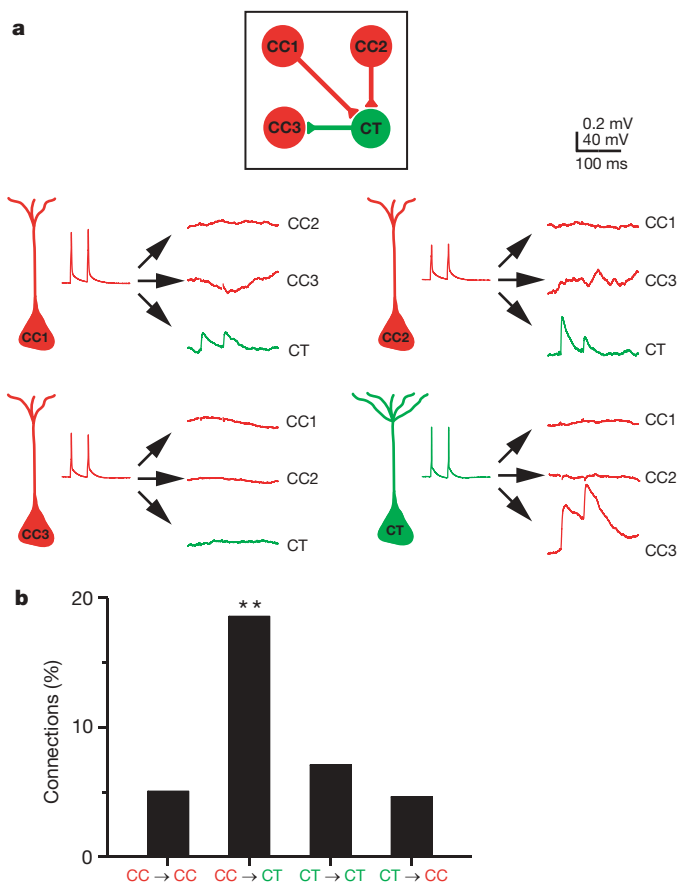 a
CC1 CC2
CC3 CT
0.2 mV
40 mV
100 ms
CC1
CC2
CC3
CT
CC2
CC1
CC3
CT
CC3
CC1
CC2
CT
CT
CC1
CC2
CC3
b
Connections (%)
20
10
0
**
CC → CC CC → CT CT → CT CT → CC